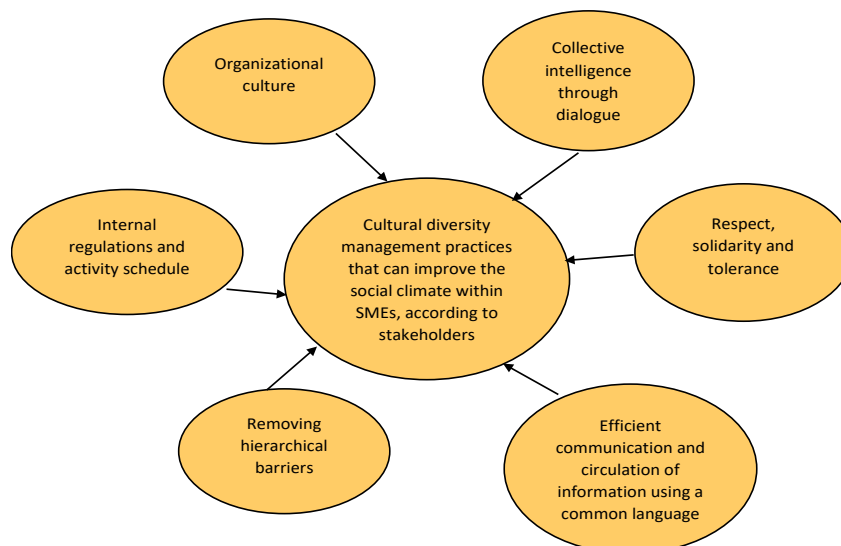 Organizational
culture
Collective
intelligence
through
dialogue
Internal
regulations and
activity schedule
Cultural diversity
management practices
that can improve the
social climate within
SMEs, according to
stakeholders
Respect,
solidarity and
tolerance
Removing
hierarchical
barriers
Efficient
communication and
circulation of
information using a
common language